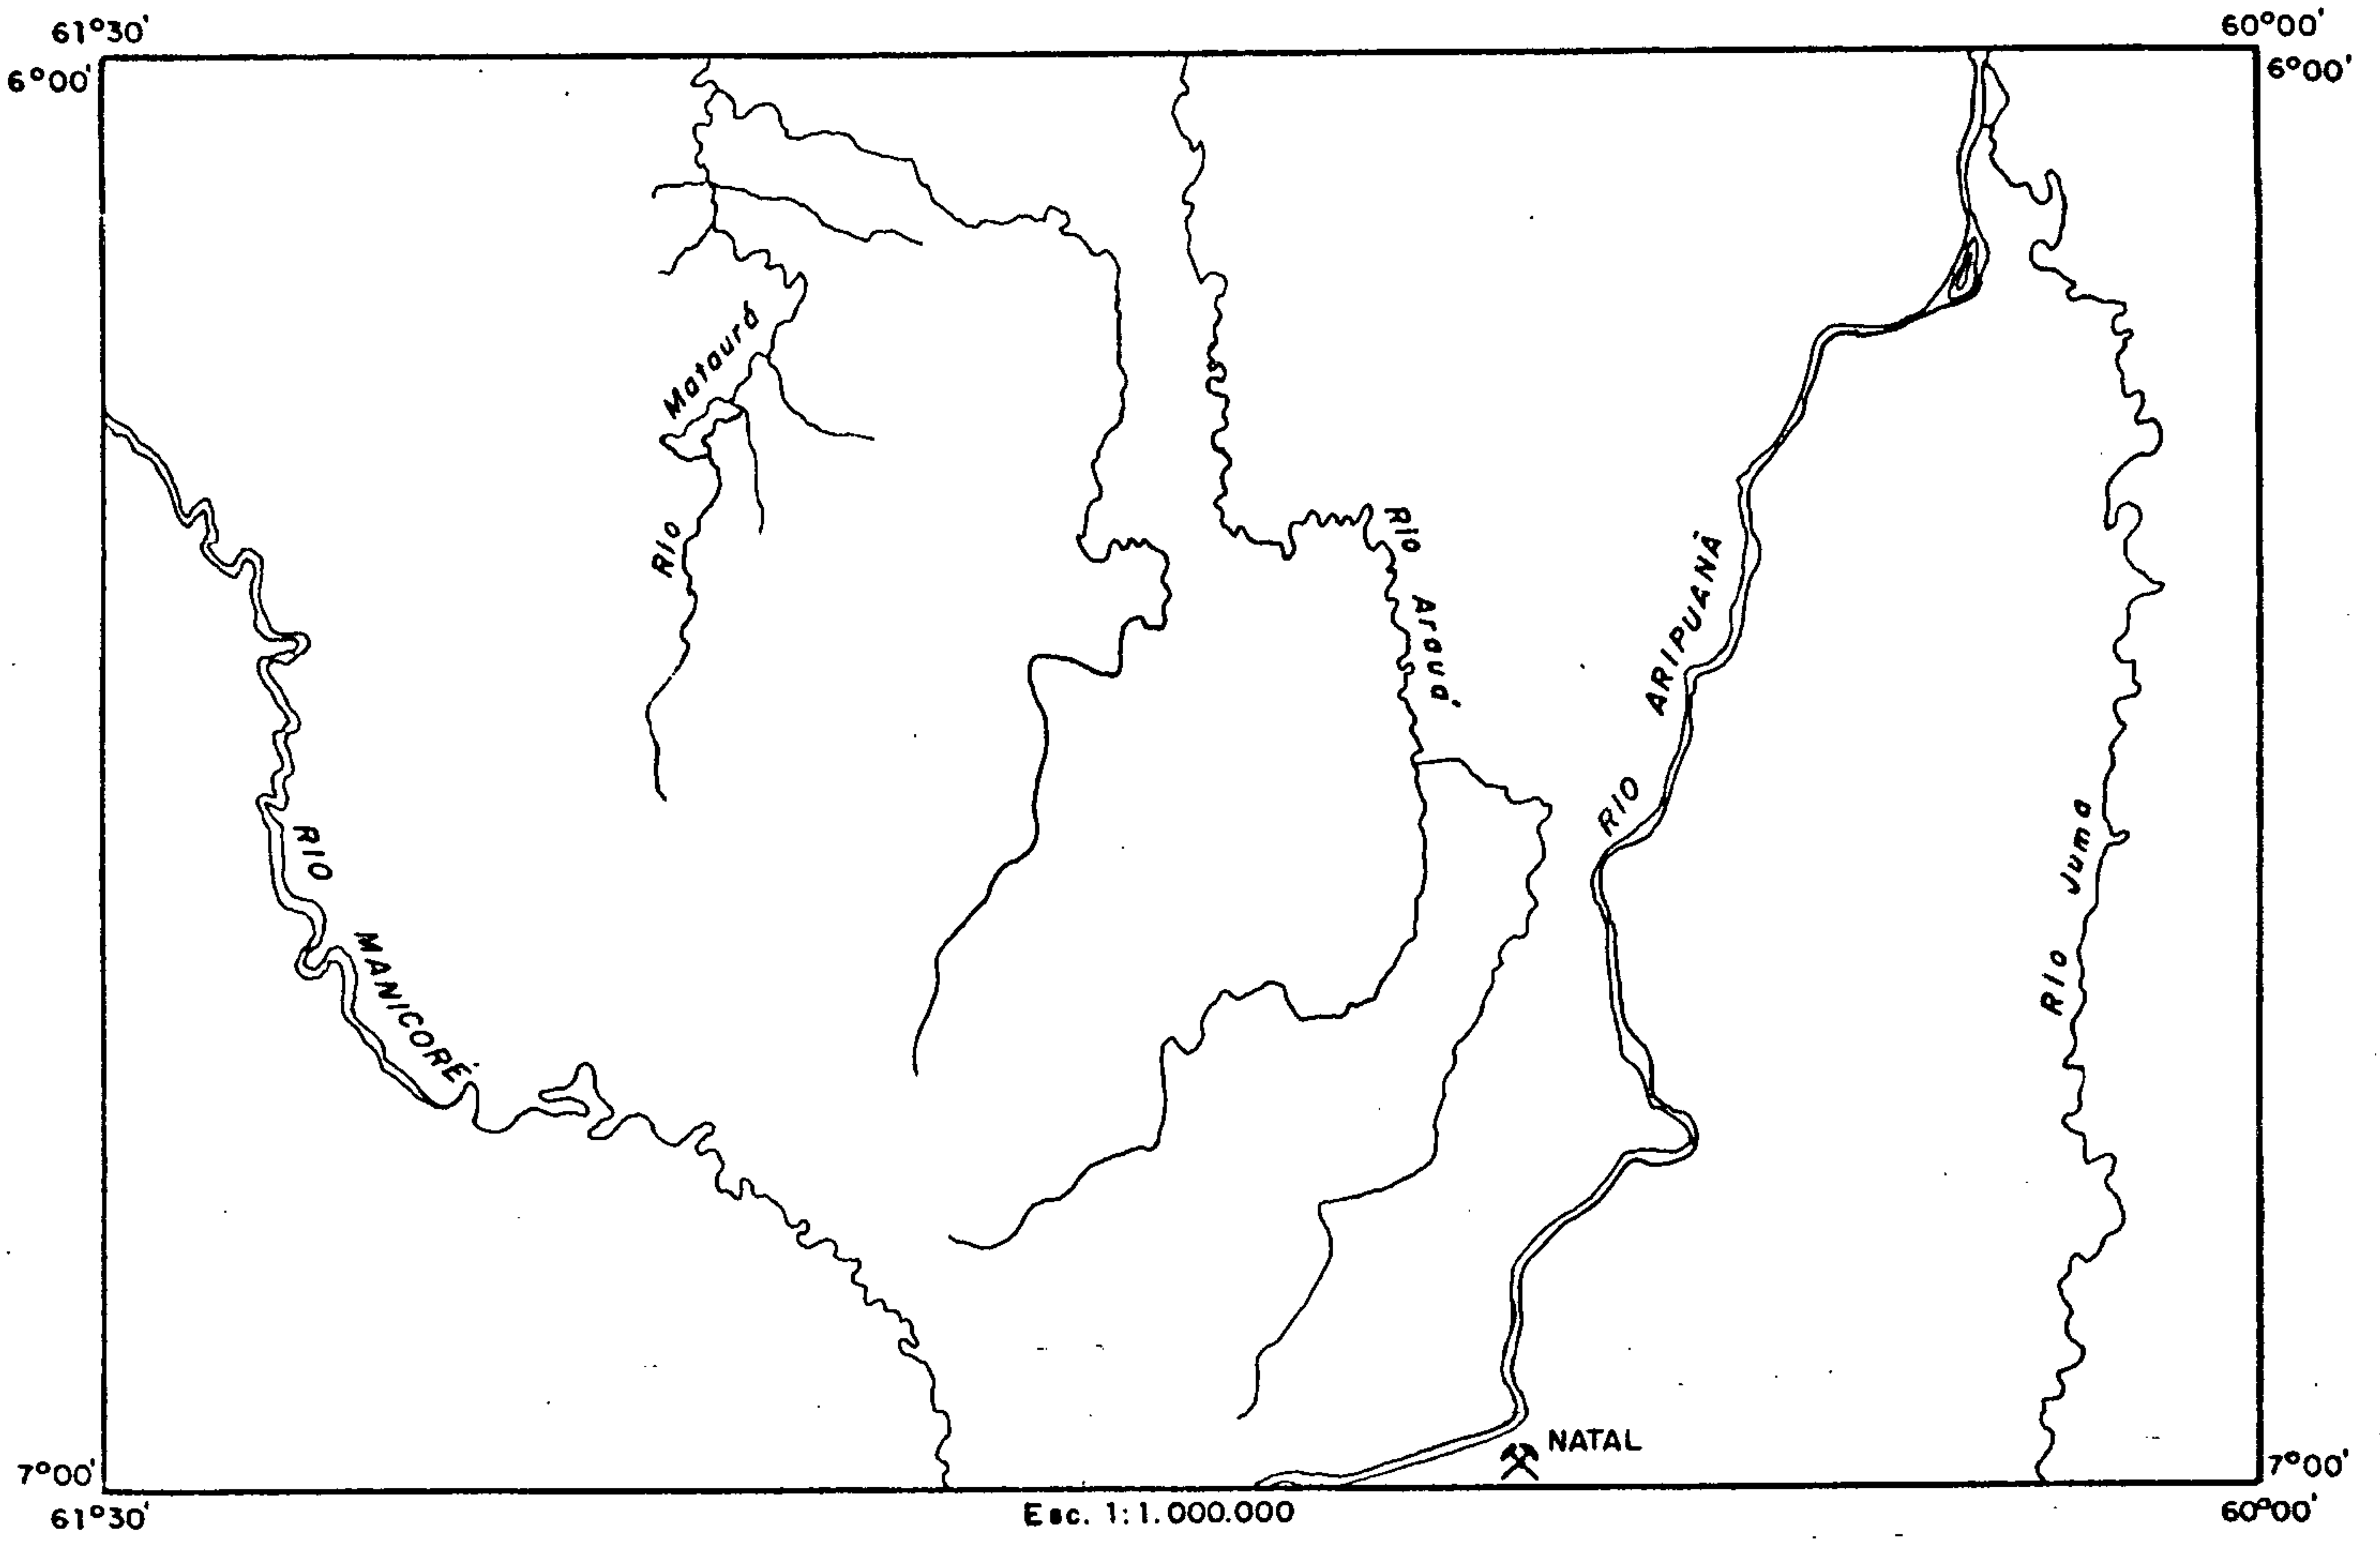 61°30'
60°00'
6°00'
6°00'
Mataurá
RIO
RIO
Arauá
RIO
ARIPUANÃ
RIO
MANICORÉ
RIO
Juma
NATAL
7°00'
7°00'
61°30'
Esc. 1:1.000.000
60°00'